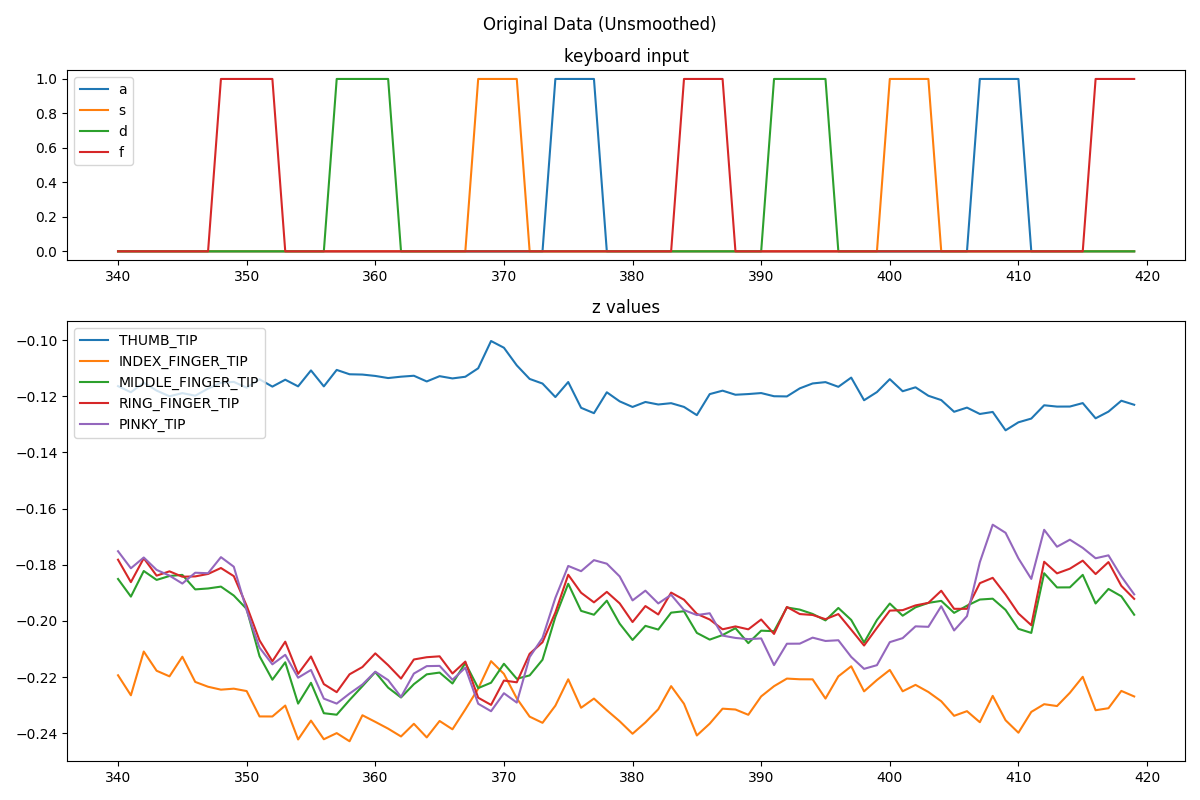 Original Data (Unsmoothed)
keyboard input
1.0
0.8
0.6
0.4
0.2
0.0
a
s
d
f
340 350 360 370 380 390 400 410 420
z values
−0.10
−0.12
−0.14
−0.16
−0.18
−0.20
−0.22
−0.24
THUMB_TIP
INDEX_FINGER_TIP
MIDDLE_FINGER_TIP
RING_FINGER_TIP
PINKY_TIP
340 350 360 370 380 390 400 410 420